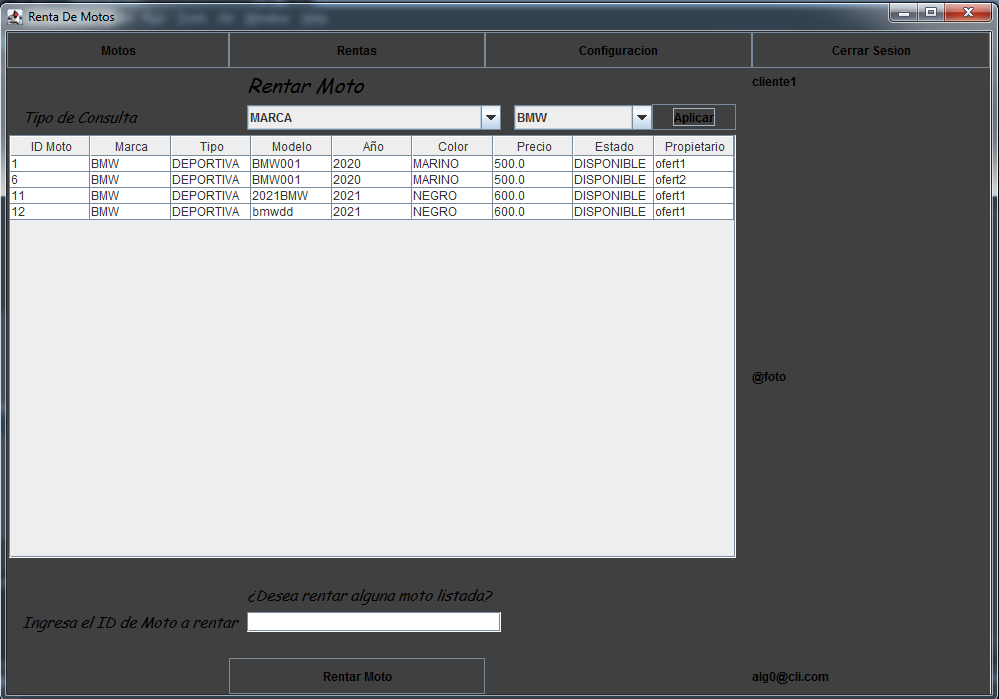 Renta De Motos
Motos Rentas Configuracion Cerrar Sesion
Rentar Moto cliente1
Tipo de Consulta MARCA BMW Aplicar
ID Moto Marca Tipo Modelo Año Color Precio Estado Propietario
1 BMW DEPORTIVA BMW001 2020 MARINO 500.0 DISPONIBLE ofert1
6 BMW DEPORTIVA BMW001 2020 MARINO 500.0 DISPONIBLE ofert2
11 BMW DEPORTIVA 2021BMW 2021 NEGRO 600.0 DISPONIBLE ofert1
12 BMW DEPORTIVA bmwdd 2021 NEGRO 600.0 DISPONIBLE ofert1
@foto
¿Desea rentar alguna moto listada?
Ingresa el ID de Moto a rentar
Rentar Moto alg0@cli.com